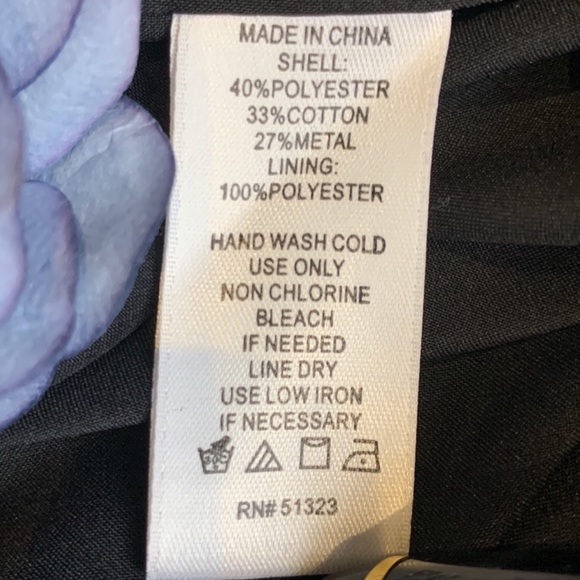 MADE IN CHINA
SHELL:
40%POLYESTER
33%COTTON
27%METAL
LINING:
100%POLYESTER
HAND WASH COLD
USE ONLY
NON CHLORINE
BLEACH
IF NEEDED
LINE DRY
USE LOW IRON
IF NECESSARY
RN# 51323